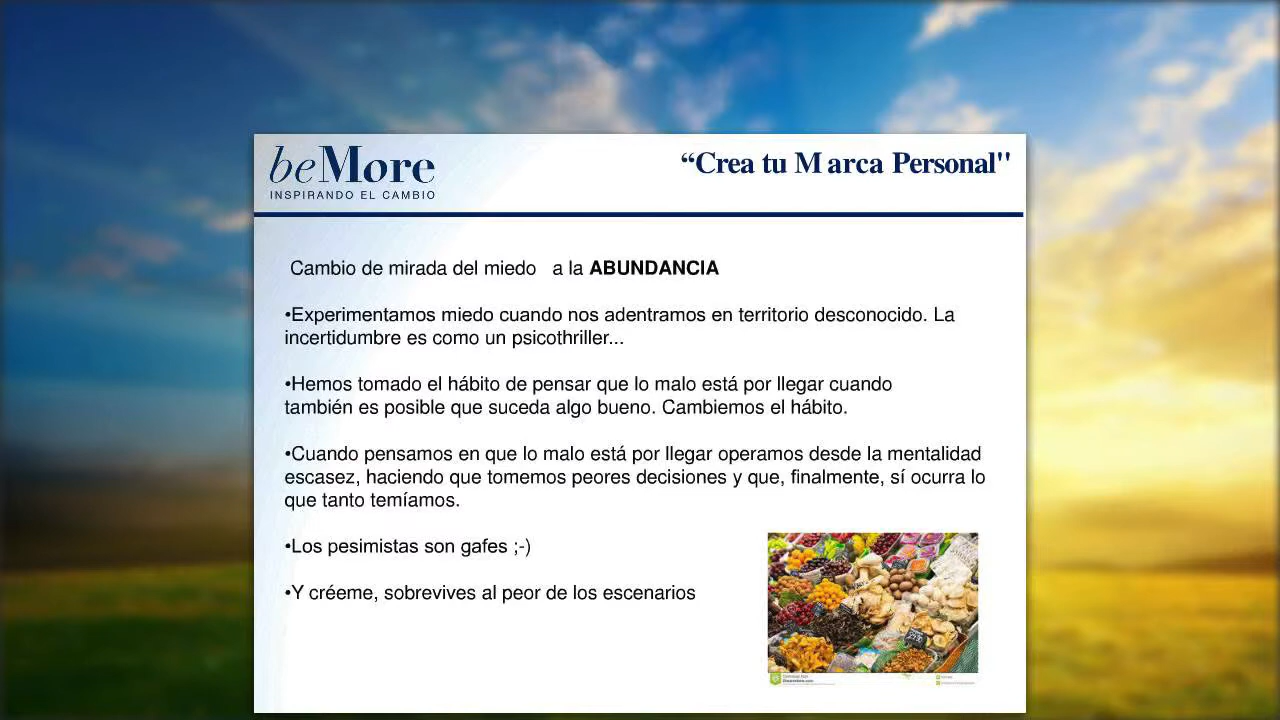 beMore
INSPIRANDO EL CAMBIO
“Crea tu Marca Personal"
Cambio de mirada del miedo a la ABUNDANCIA
•Experimentamos miedo cuando nos adentramos en territorio desconocido. La
incertidumbre es como un psicothriller...
•Hemos tomado el hábito de pensar que lo malo está por llegar cuando
también es posible que suceda algo bueno. Cambiemos el hábito.
•Cuando pensamos en que lo malo está por llegar operamos desde la mentalidad
escasez, haciendo que tomemos peores decisiones y que, finalmente, sí ocurra lo
que tanto temíamos.
•Los pesimistas son gafes ;-)
•Y créeme, sobrevives al peor de los escenarios